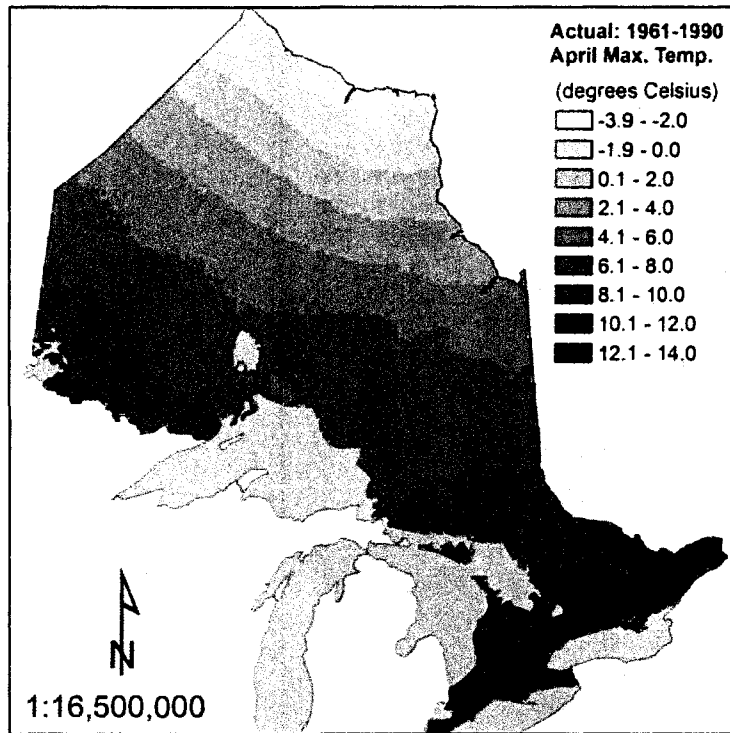 Actual: 1961-1990
April Max. Temp.
(degrees Celsius)
-3.9 - -2.0
-1.9 - 0.0
0.1 - 2.0
2.1 - 4.0
4.1 - 6.0
6.1 - 8.0
8.1 - 10.0
10.1 - 12.0
12.1 - 14.0
N
1:16,500,000